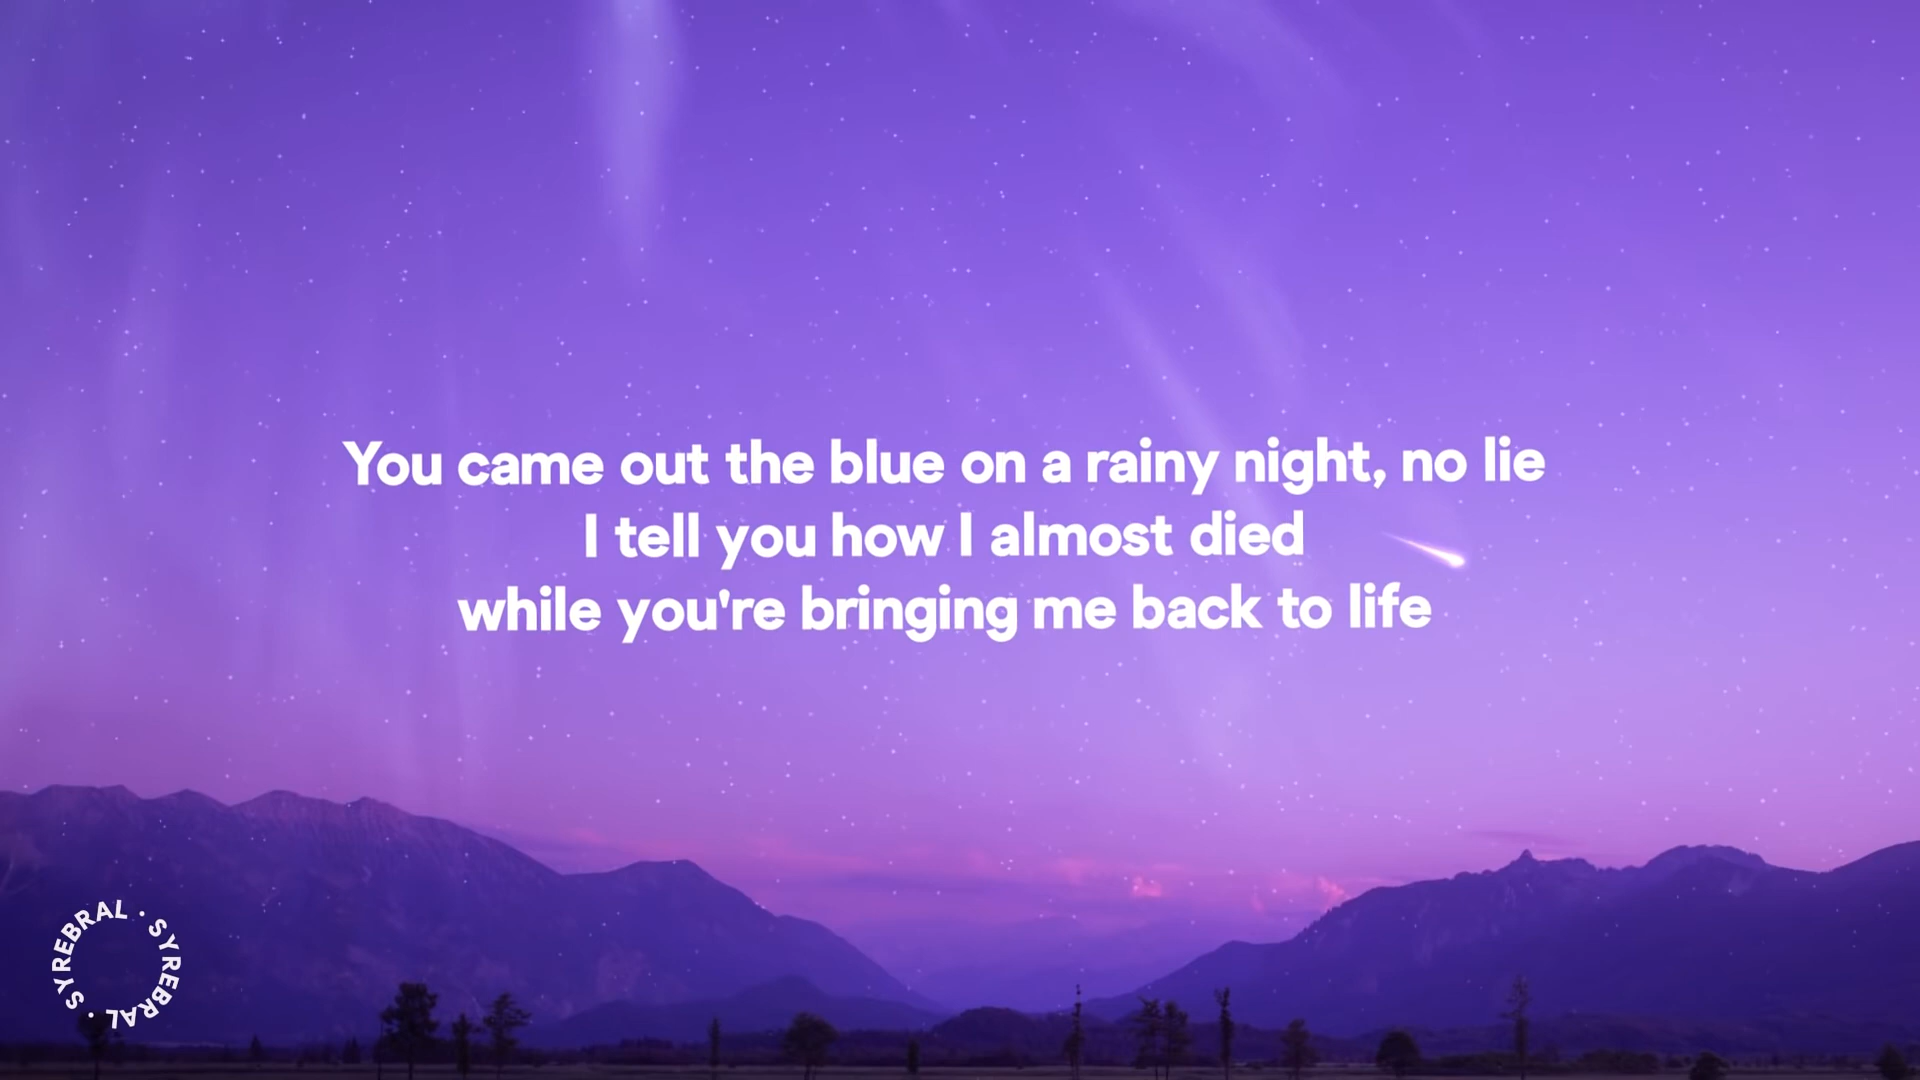 You came out the blue on a rainy night, no lie
I tell you how I almost died
while you're bringing me back to life
SYREBRAL · SYREBRAL ·